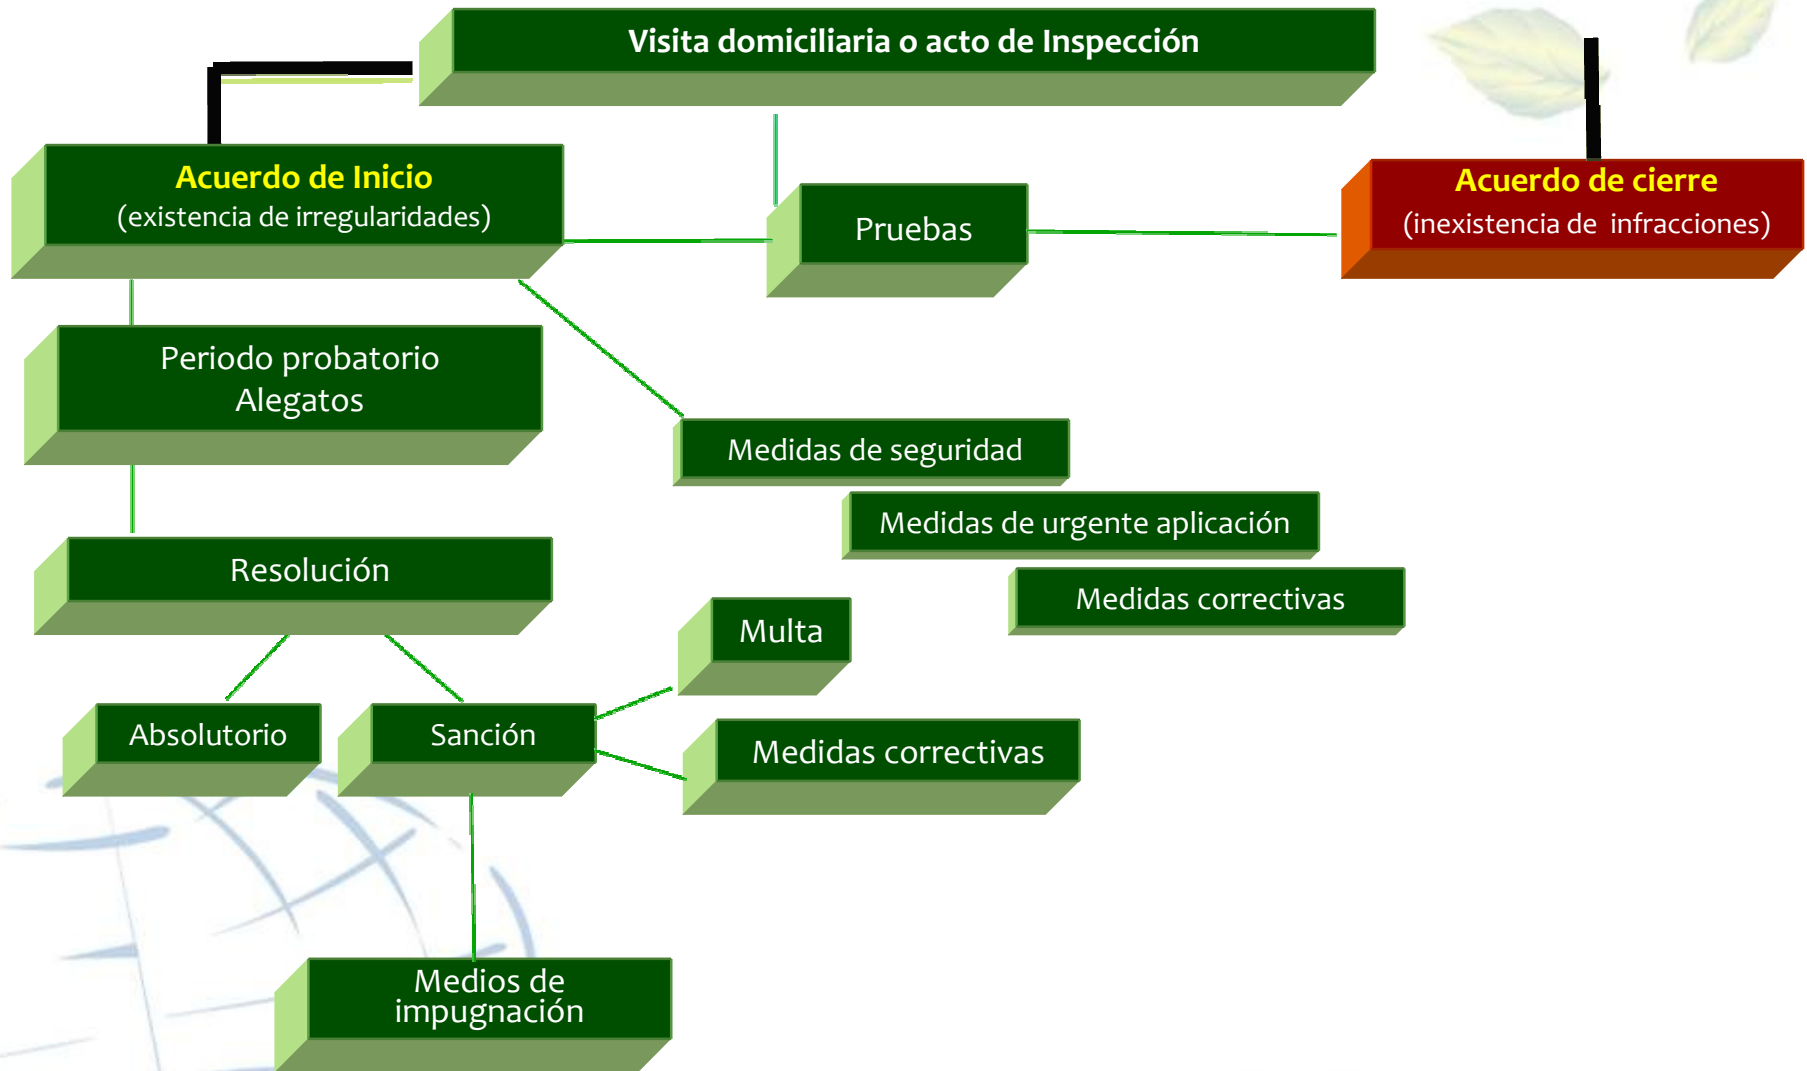 Visita domiciliaria o acto de Inspección
Acuerdo de Inicio
(existencia de irregularidades)
Pruebas
Acuerdo de cierre
(inexistencia de infracciones)
Periodo probatorio
Alegatos
Medidas de seguridad
Medidas de urgente aplicación
Medidas correctivas
Resolución
Multa
Absolutorio
Sanción
Medidas correctivas
Medios de
impugnación